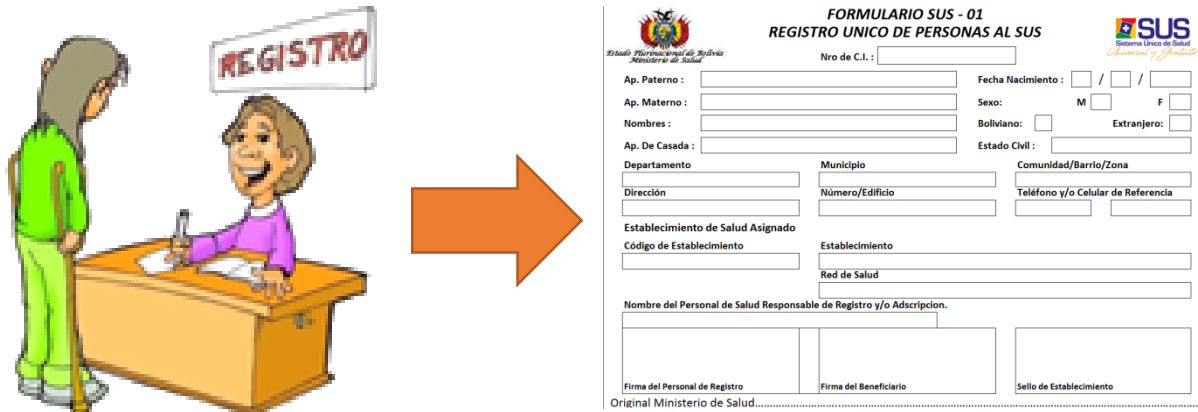 REGISTRO
FORMULARIO SUS - 01
REGISTRO UNICO DE PERSONAS AL SUS
Estado Plurinacional de Bolivia
Ministerio de Salud
SUS
Sistema Unico de Salud
Universal y Gratuito
Nro de C.I. :
Ap. Paterno : Fecha Nacimiento : / /
Ap. Materno : Sexo: M F
Nombres : Boliviano: Extranjero:
Ap. De Casada : Estado Civil :
Departamento Municipio Comunidad/Barrio/Zona
Dirección Número/Edificio Teléfono y/o Celular de Referencia
Establecimiento de Salud Asignado
Código de Establecimiento Establecimiento
Red de Salud
Nombre del Personal de Salud Responsable de Registro y/o Adscripcion.
Firma del Personal de Registro Firma del Beneficiario Sello de Establecimiento
Original Ministerio de Salud........................................................................................................................